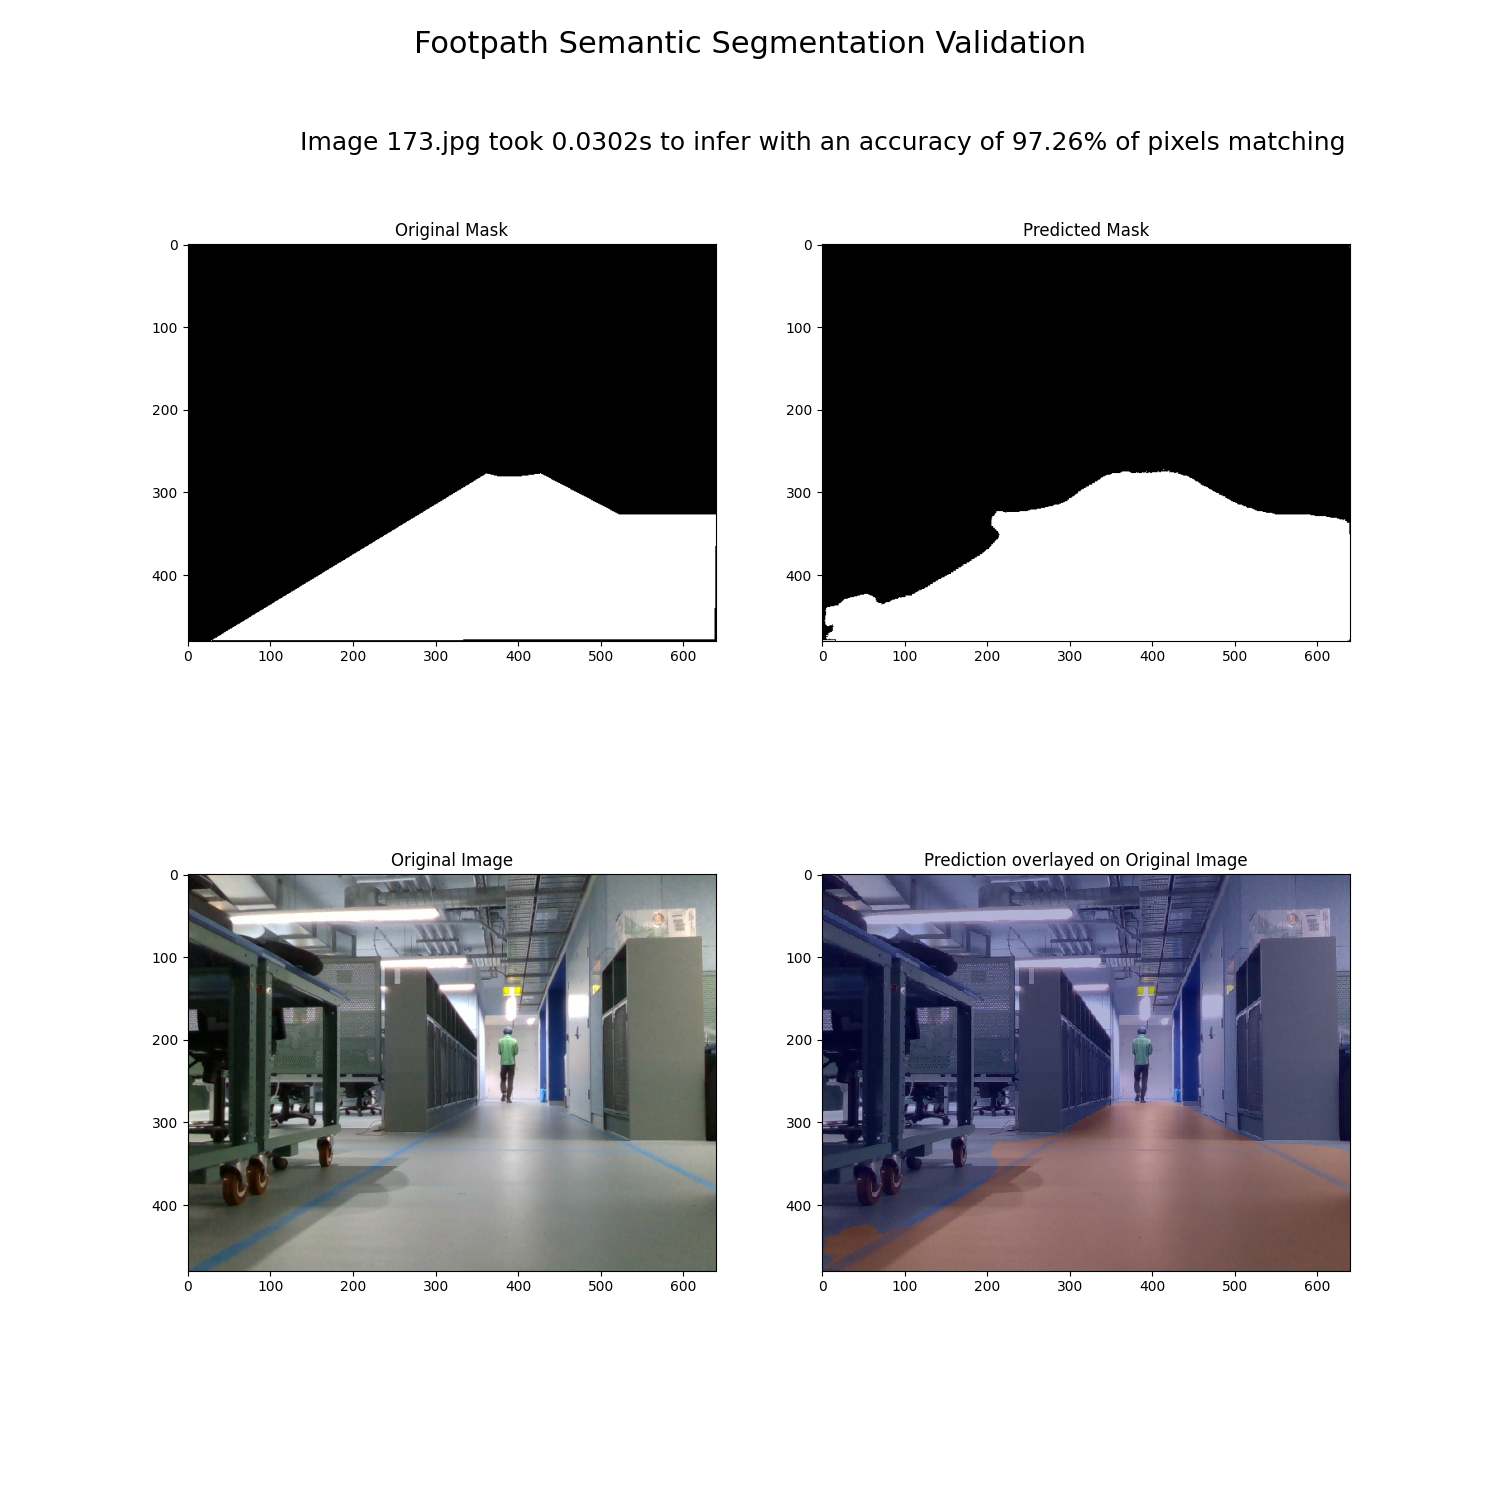 Footpath Semantic Segmentation Validation
Image 173.jpg took 0.0302s to infer with an accuracy of 97.26% of pixels matching
Original Mask
0
100
200
300
400
0 100 200 300 400 500 600
Predicted Mask
0
100
200
300
400
0 100 200 300 400 500 600
Original Image
0
100
200
300
400
0 100 200 300 400 500 600
Prediction overlayed on Original Image
0
100
200
300
400
0 100 200 300 400 500 600